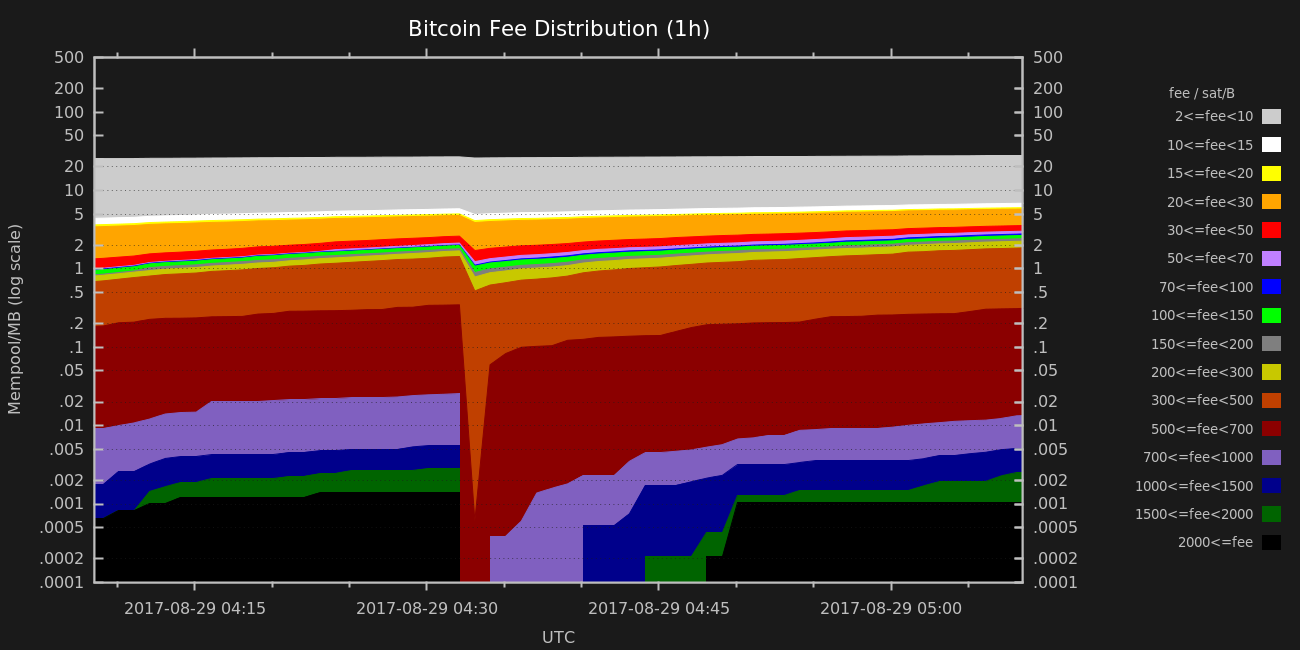 Bitcoin Fee Distribution (1h)
500 500
200 200
100 100
50 50
20 20
10 10
5 5
2 2
1 1
.5 .5
.2 .2
.1 .1
.05 .05
.02 .02
.01 .01
.005 .005
.002 .002
.001 .001
.0005 .0005
.0002 .0002
.0001 .0001
Mempool/MB (log scale)
2017-08-29 04:15 2017-08-29 04:30 2017-08-29 04:45 2017-08-29 05:00
UTC
fee / sat/B
2<=fee<10
10<=fee<15
15<=fee<20
20<=fee<30
30<=fee<50
50<=fee<70
70<=fee<100
100<=fee<150
150<=fee<200
200<=fee<300
300<=fee<500
500<=fee<700
700<=fee<1000
1000<=fee<1500
1500<=fee<2000
2000<=fee